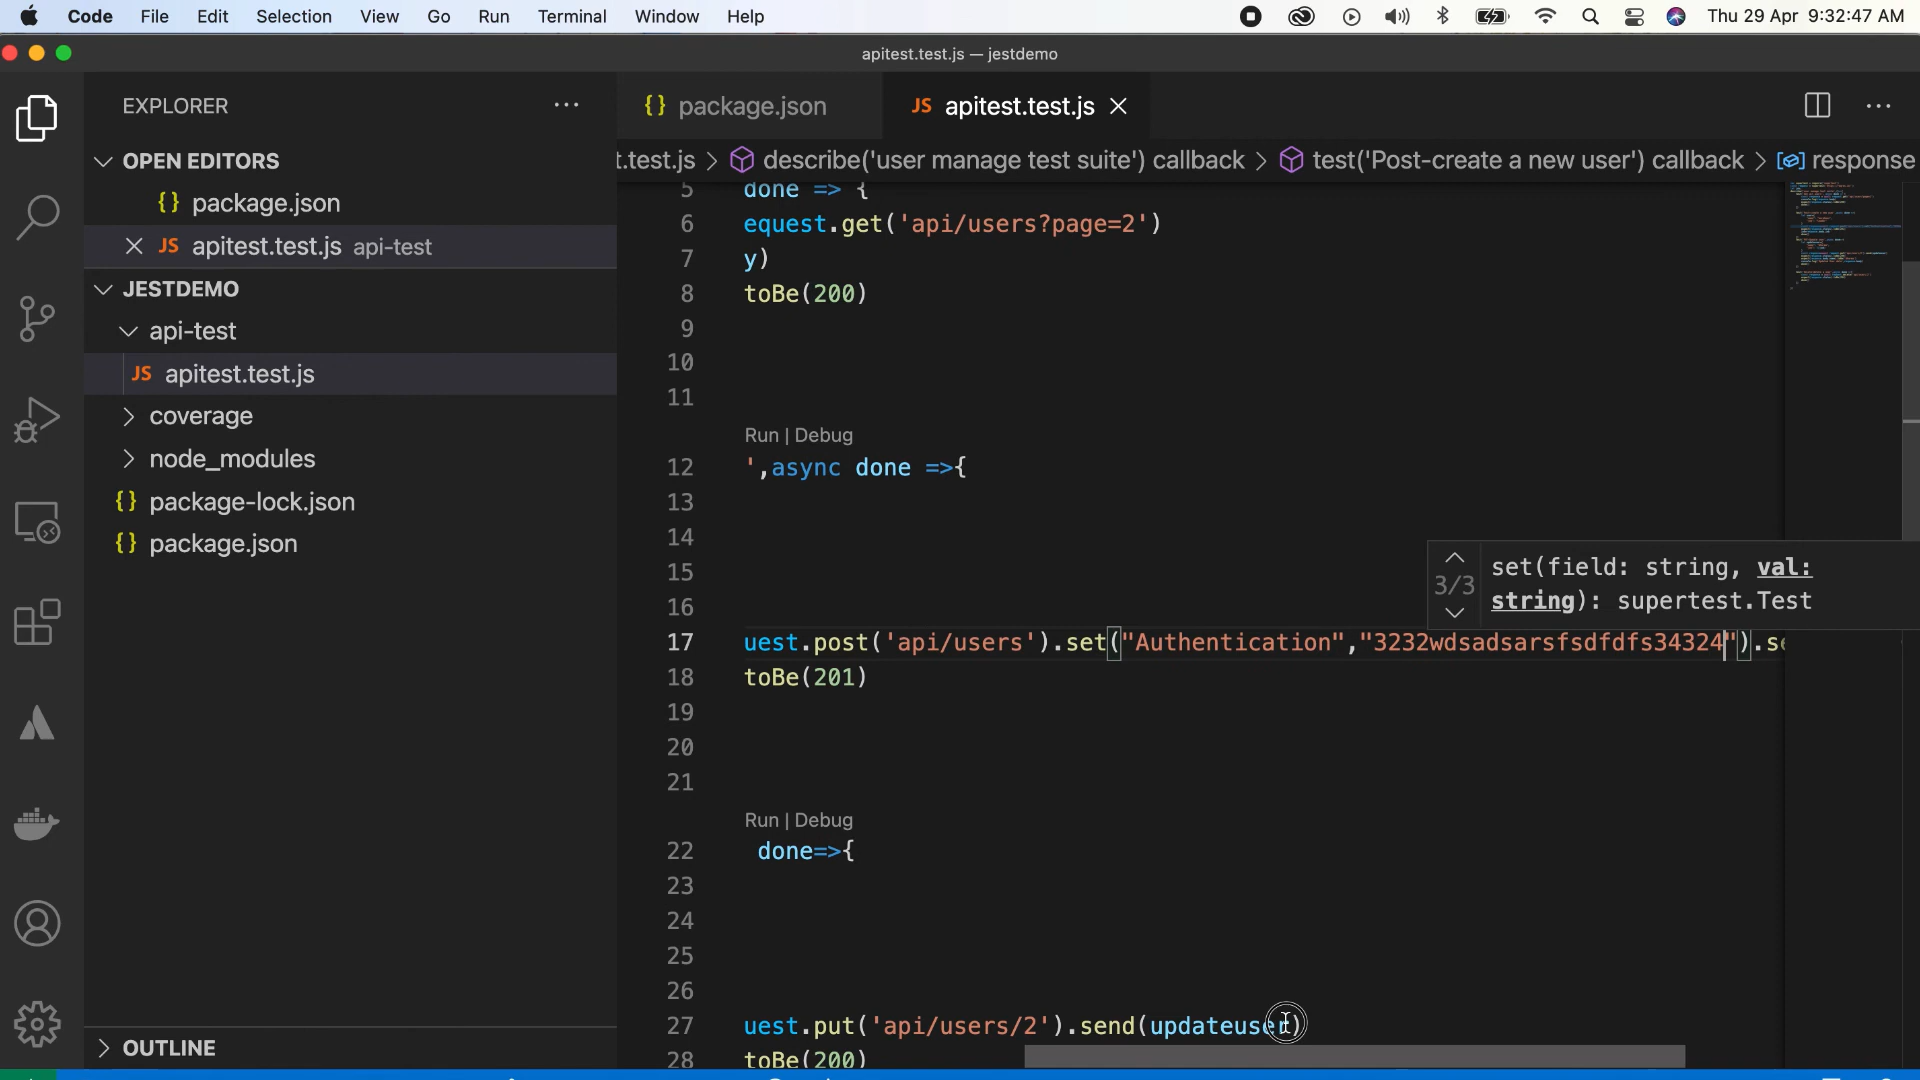 Code File Edit Selection View Go Run Terminal Window Help Thu 29 Apr 9:32:47 AM
apitest.test.js — jestdemo
EXPLORER
OPEN EDITORS
{} package.json
JS apitest.test.js api-test
JESTDEMO
api-test
JS apitest.test.js
coverage
node_modules
{} package-lock.json
{} package.json
OUTLINE
{} package.json
JS apitest.test.js
t.test.js > describe('user manage test suite') callback > test('Post-create a new user') callback > response
5 done => {
6 equest.get('api/users?page=2')
7 y)
8 toBe(200)
9
10
11
Run | Debug
12 ',async done =>{
13
14
15
16
3/3 set(field: string, val:
string): supertest.Test
17 uest.post('api/users').set("Authentication","3232wdsadsarsfsdfdfs34324").se
18 toBe(201)
19
20
21
Run | Debug
22 done=>{
23
24
25
26
27 uest.put('api/users/2').send(updateuser)
28 toBe(200)